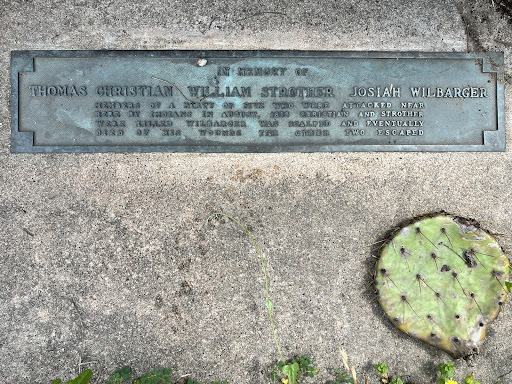 IN MEMORY OF
THOMAS CHRISTIAN WILLIAM STROTHER JOSIAH WILBARGER
MEMBERS OF A PARTY OF FIVE WHO WERE ATTACKED NEAR
HERE BY INDIANS IN AUGUST, 1833 CHRISTIAN AND STROTHER
WERE KILLED WILBARGER WAS SCALPED AND EVENTUALLY
DIED OF HIS WOUNDS THE OTHER TWO ESCAPED